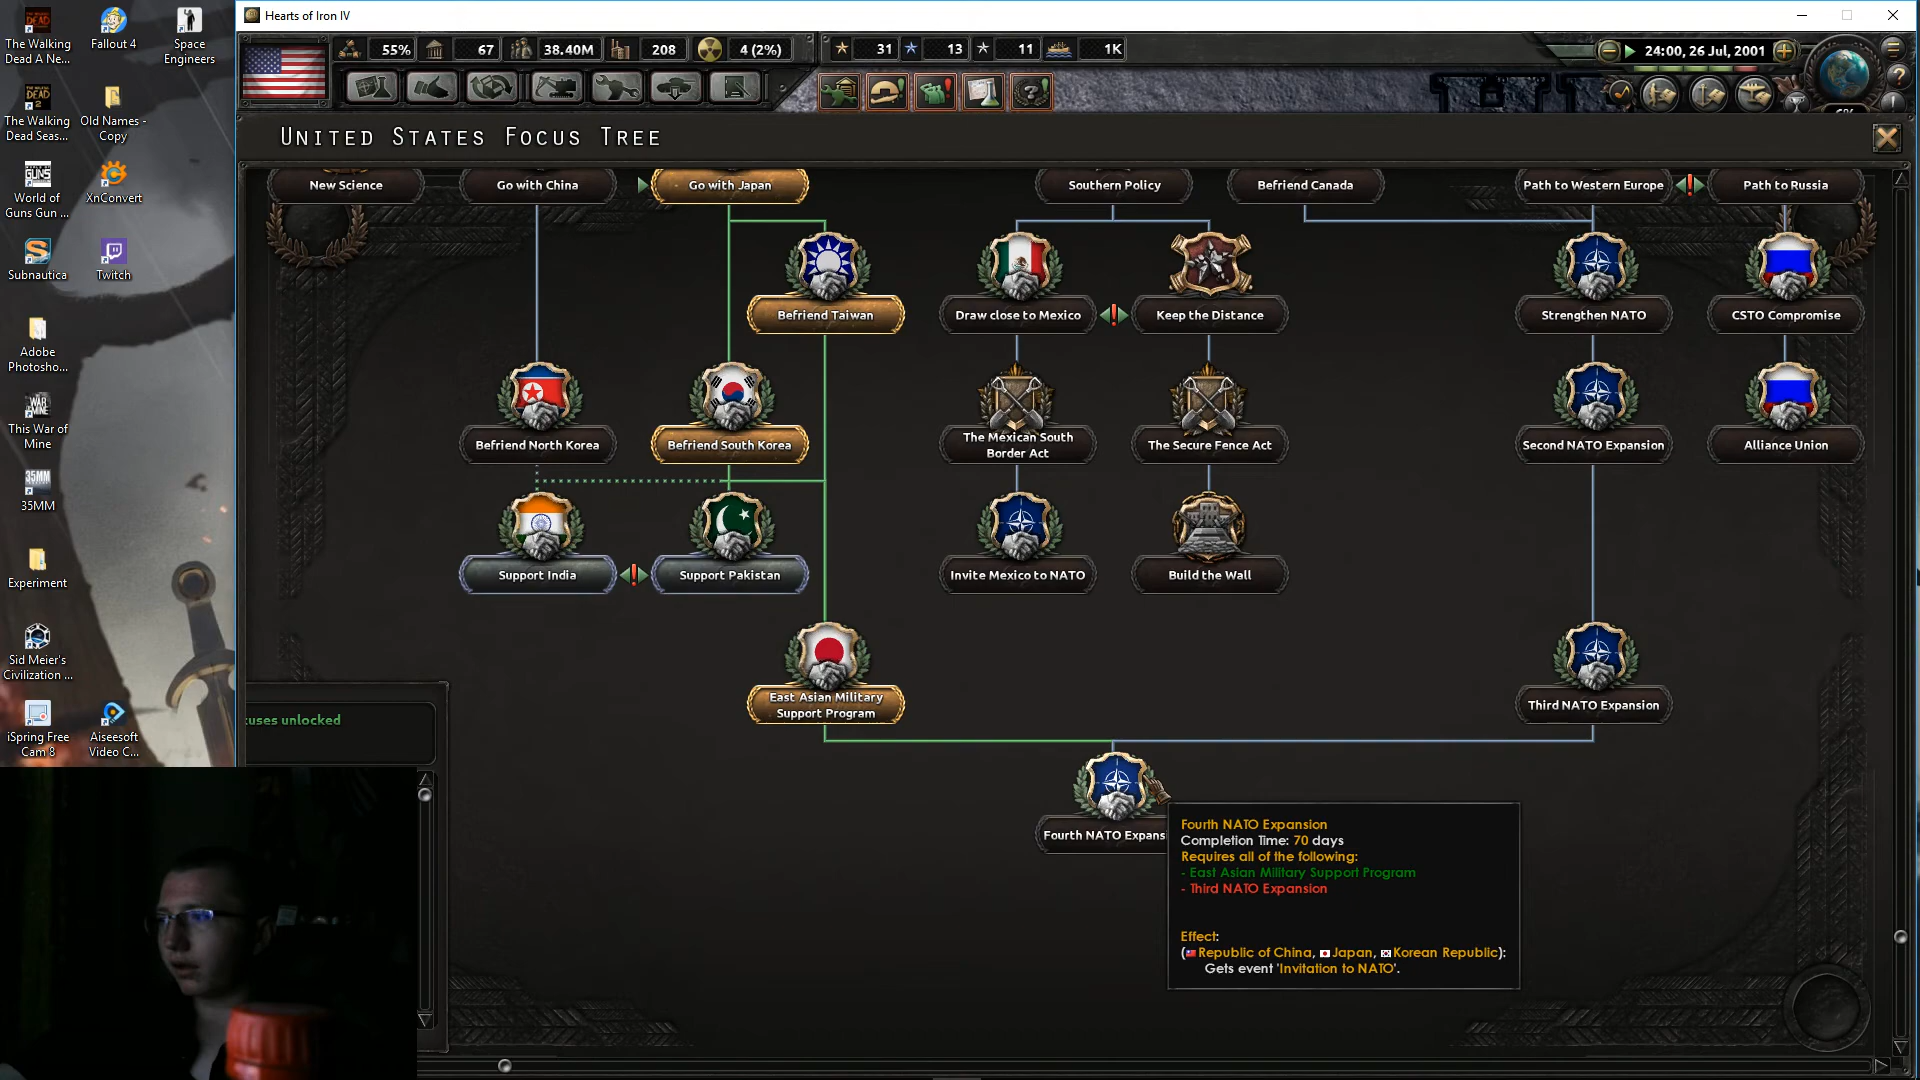 Hearts of Iron IV
The Walking
Dead A Ne...
Fallout 4
Space
Engineers
55%
67
38.40M
208
4 (2%)
31
13
11
1K
24:00, 26 Jul, 2001
The Walking
Dead Seas...
Old Names -
Copy
UNITED STATES FOCUS TREE
World of
Guns Gun ...
XnConvert
New Science
Go with China
Go with Japan
Southern Policy
Befriend Canada
Path to Western Europe
Path to Russia
Subnautica
Twitch
Befriend Taiwan
Draw close to Mexico
Keep the Distance
Strengthen NATO
CSTO Compromise
Adobe
Photosho...
This War of
Mine
Befriend North Korea
Befriend South Korea
The Mexican South
Border Act
The Secure Fence Act
Second NATO Expansion
Alliance Union
35MM
35MM
Experiment
Support India
Support Pakistan
Invite Mexico to NATO
Build the Wall
Sid Meier's
Civilization ...
East Asian Military
Support Program
Third NATO Expansion
cuses unlocked
iSpring Free
Cam 8
Aiseesoft
Video C...
Fourth NATO Expansi
Fourth NATO Expansion
Completion Time: 70 days
Requires all of the following:
- East Asian Military Support Program
- Third NATO Expansion
Effect:
(Republic of China, Japan, Korean Republic):
Gets event 'Invitation to NATO'.